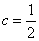 c = 1/2